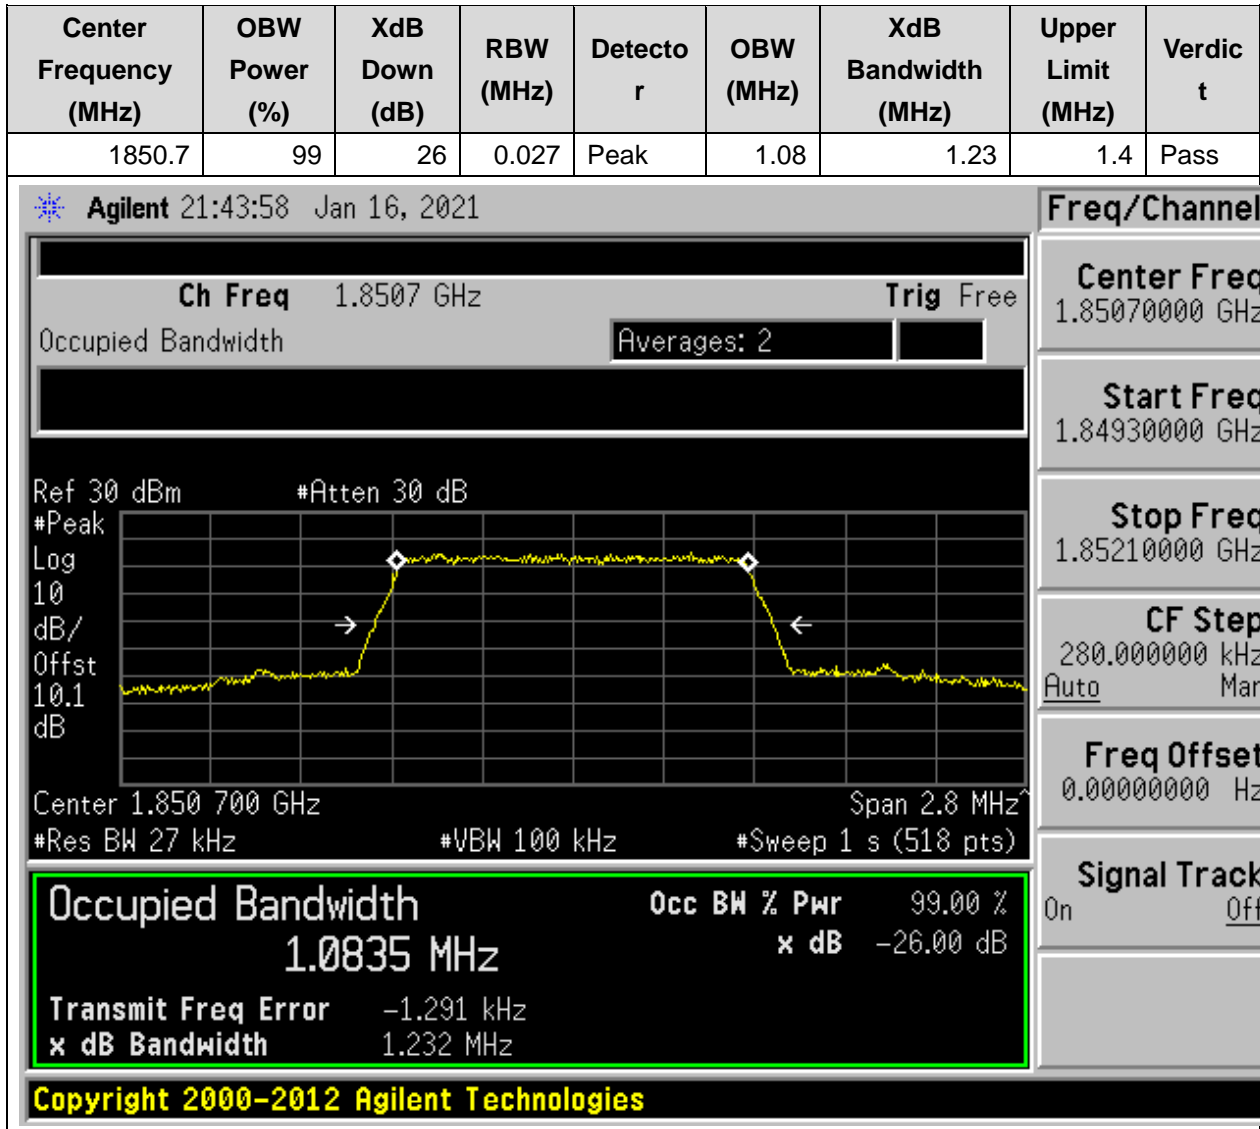 Center Frequency (MHz) OBW Power (%) XdB Down (dB) RBW (MHz) Detecto r OBW (MHz) XdB Bandwidth (MHz) Upper Limit (MHz) Verdic t
1850.7 99 26 0.027 Peak 1.08 1.23 1.4 Pass
Agilent 21:43:58 Jan 16, 2021
Freq/Channel
Ch Freq 1.8507 GHz Trig Free
Occupied Bandwidth Averages: 2
Center Freq
1.85070000 GHz
Start Freq
1.84930000 GHz
Stop Freq
1.85210000 GHz
CF Step
280.000000 kHz
Auto Man
Freq Offset
0.00000000 Hz
Signal Track
On Off
Ref 30 dBm #Atten 30 dB
#Peak
Log
10
dB/
Offst
10.1
dB
Center 1.850 700 GHz Span 2.8 MHz^
#Res BW 27 kHz #VBW 100 kHz #Sweep 1 s (518 pts)
Occupied Bandwidth Occ BW % Pwr 99.00 %
1.0835 MHz x dB -26.00 dB
Transmit Freq Error -1.291 kHz
x dB Bandwidth 1.232 MHz
Copyright 2000-2012 Agilent Technologies